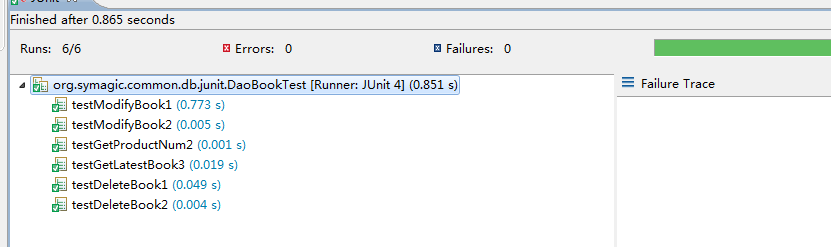 Finished after 0.865 seconds
Runs: 6/6 Errors: 0 Failures: 0
org.symagic.common.db.junit.DaoBookTest [Runner: JUnit 4] (0.851 s)
Failure Trace
testModifyBook1 (0.773 s)
testModifyBook2 (0.005 s)
testGetProductNum2 (0.001 s)
testGetLatestBook3 (0.019 s)
testDeleteBook1 (0.049 s)
testDeleteBook2 (0.004 s)